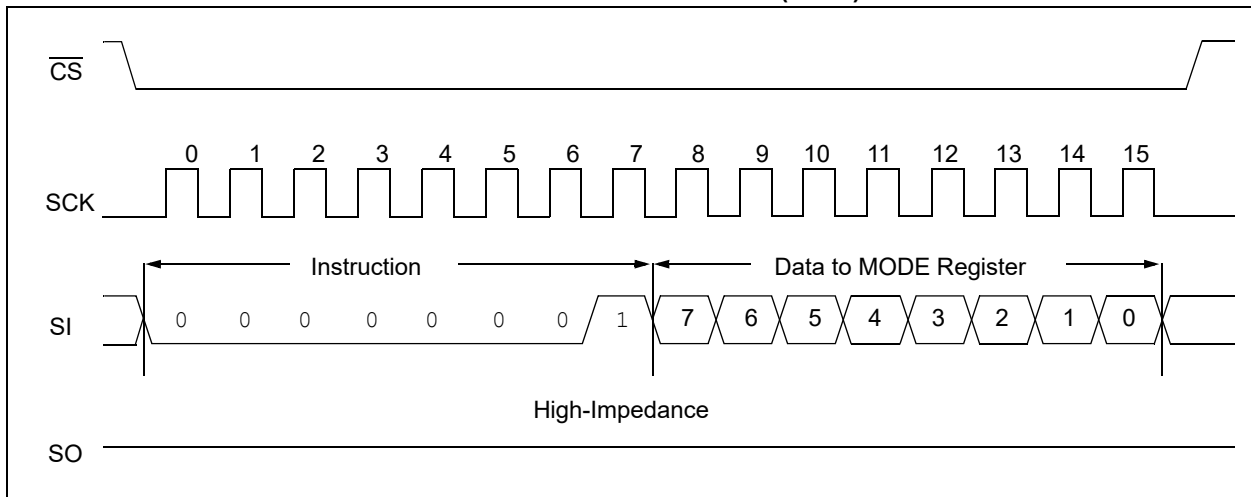 CS
0 1 2 3 4 5 6 7 8 9 10 11 12 13 14 15
SCK
Instruction Data to MODE Register
SI 0 0 0 0 0 0 0 1 7 6 5 4 3 2 1 0
High-Impedance
SO